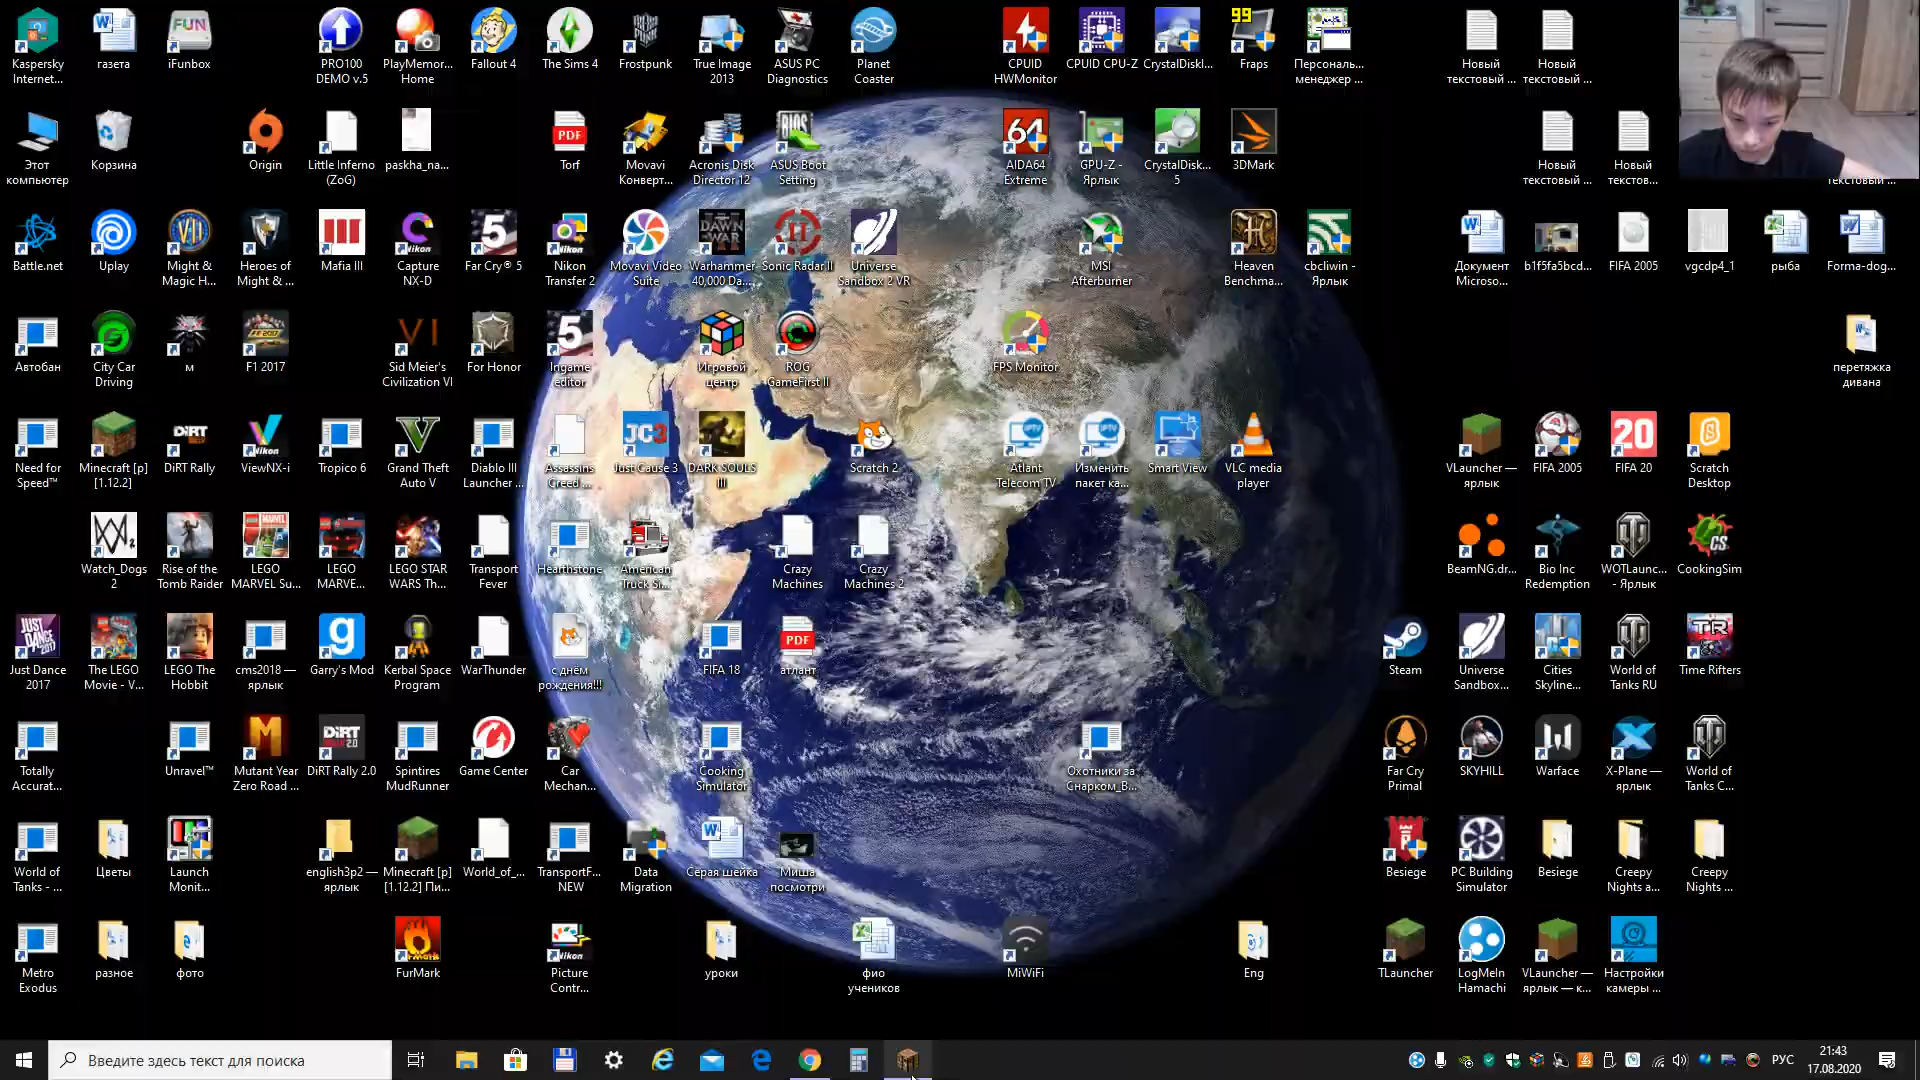 Kaspersky
Internet...
газета
iFunbox
PRO100
DEMO v.5
PlayMemor...
Home
Fallout 4
The Sims 4
Frostpunk
True Image
2013
ASUS PC
Diagnostics
Planet
Coaster
CPUID
HWMonitor
CPUID CPU-Z
CrystalDiskI...
99
Fraps
Персональ...
менеджер ...
Новый
текстовый ...
Новый
текстовый ...
Этот
компьютер
Корзина
Origin
Little Inferno
(ZoG)
paskha_na...
PDF
Torf
Movavi
Конверт...
Acronis Disk
Director 12
BIOS
ASUS Boot
Setting
64
AIDA64
Extreme
GPU-Z -
Ярлык
CrystalDisk...
5
3DMark
Новый
текстовый ...
Новый
текстов...
текстовый ...
Battle.net
Uplay
Might &
Magic H...
Heroes of
Might & ...
Mafia III
Capture
NX-D
Far Cry® 5
Nikon
Transfer 2
Movavi Video
Suite
Warhammer
40,000 Da...
Sonic Radar II
Universe
Sandbox 2 VR
MSI
Afterburner
Heaven
Benchma...
cbcliwin -
Ярлык
Документ
Microso...
b1f5fa5bcd...
FIFA 2005
vgcdp4_1
рыба
Forma-dog...
Автобан
City Car
Driving
м
F1 2017
Sid Meier's
Civilization VI
For Honor
Ingame
editor
Игровой
центр
ROG
GameFirst II
FPS Monitor
перетяжка
дивана
Need for
Speed™
Minecraft [p]
[1.12.2]
DiRT Rally
ViewNX-i
Tropico 6
Grand Theft
Auto V
Diablo III
Launcher ...
Assassins
Creed ...
Just Cause 3
DARK SOULS
III
Scratch 2
Atlant
Telecom TV
Изменить
пакет ка...
Smart View
VLC media
player
VLauncher —
ярлык
FIFA 2005
20
FIFA 20
Scratch
Desktop
Watch_Dogs
2
Rise of the
Tomb Raider
LEGO
MARVEL Su...
LEGO
MARVE...
LEGO STAR
WARS Th...
Transport
Fever
Hearthstone
American
Truck Si...
Crazy
Machines
Crazy
Machines 2
BeamNG.dr...
Bio Inc
Redemption
WOTLaunc...
- Ярлык
CookingSim
Just Dance
2017
The LEGO
Movie - V...
LEGO The
Hobbit
cms2018 —
ярлык
Garry's Mod
Kerbal Space
Program
WarThunder
с днём
рождения!!!
FIFA 18
PDF
атлант
Steam
Universe
Sandbox...
Cities
Skyline...
World of
Tanks RU
Time Rifters
Totally
Accurat...
Unravel™
Mutant Year
Zero Road ...
DiRT Rally 2.0
Spintires
MudRunner
Game Center
Car
Mechan...
Cooking
Simulator
Охотники за
Снарком_В...
Far Cry
Primal
SKYHILL
Warface
X-Plane —
ярлык
World of
Tanks C...
World of
Tanks - ...
Цветы
Launch
Monit...
english3p2 —
ярлык
Minecraft [p]
[1.12.2] Пи...
World_of_...
TransportF...
NEW
Data
Migration
Серая шейка
Миша
посмотри
Besiege
PC Building
Simulator
Besiege
Creepy
Nights a...
Creepy
Nights ...
Metro
Exodus
разное
фото
FurMark
Picture
Contr...
уроки
фио
учеников
MiWiFi
Eng
TLauncher
LogMeIn
Hamachi
VLauncher —
ярлык — к...
Настройки
камеры ...
Введите здесь текст для поиска
РУС
21:43
17.08.2020